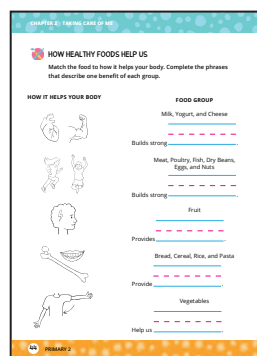 CHAPTER 2 | TAKING CARE OF ME
HOW HEALTHY FOODS HELP US
Match the food to how it helps your body. Complete the phrases
that describe one benefit of each group.
HOW IT HELPS YOUR BODY
FOOD GROUP
Milk, Yogurt, and Cheese
Builds strong .
Meat, Poultry, Fish, Dry Beans,
Eggs, and Nuts
Builds strong .
Fruit
Provides .
Bread, Cereal, Rice, and Pasta
Provide .
Vegetables
Help us .
44 PRIMARY 2